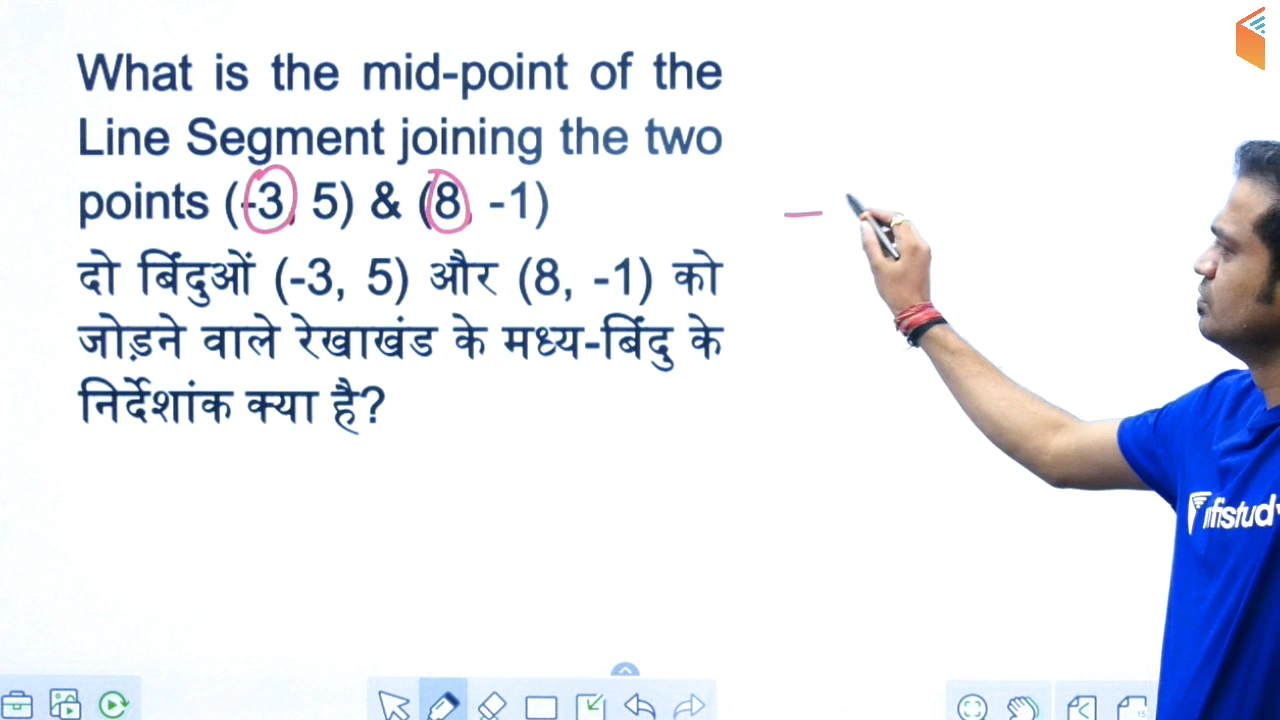 What is the mid-point of the
Line Segment joining the two
points (-3, 5) & (8, -1)
दो बिंदुओं (-3, 5) और (8, -1) को
जोड़ने वाले रेखाखंड के मध्य-बिंदु के
निर्देशांक क्या है?